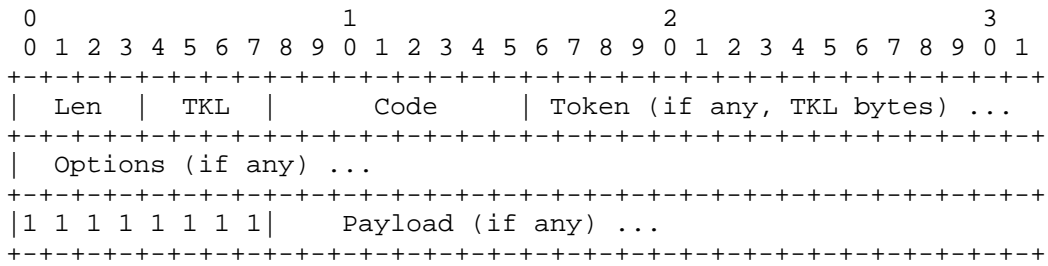 0                   1                   2                   3
 0 1 2 3 4 5 6 7 8 9 0 1 2 3 4 5 6 7 8 9 0 1 2 3 4 5 6 7 8 9 0 1
+-+-+-+-+-+-+-+-+-+-+-+-+-+-+-+-+-+-+-+-+-+-+-+-+-+-+-+-+-+-+-+-+
|  Len  |  TKL  |      Code     | Token (if any, TKL bytes) ...
+-+-+-+-+-+-+-+-+-+-+-+-+-+-+-+-+-+-+-+-+-+-+-+-+-+-+-+-+-+-+-+-+
|  Options (if any) ...
+-+-+-+-+-+-+-+-+-+-+-+-+-+-+-+-+-+-+-+-+-+-+-+-+-+-+-+-+-+-+-+-+
|1 1 1 1 1 1 1 1|    Payload (if any) ...
+-+-+-+-+-+-+-+-+-+-+-+-+-+-+-+-+-+-+-+-+-+-+-+-+-+-+-+-+-+-+-+-+